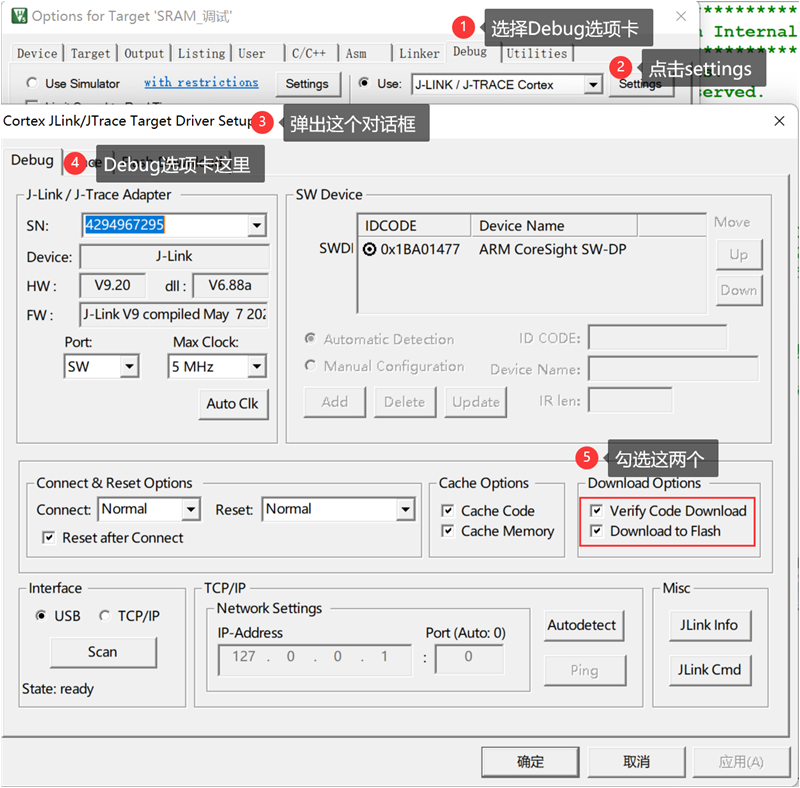 Options for Target 'SRAM_调试'
1 选择Debug选项卡
Internal
Device Target Output Listing User C/C++ Asm Linker Debug Utilities
2 点击settings
Use Simulator with restrictions Settings Use: J-LINK / J-TRACE Cortex Settings
served.
Cortex JLink/JTrace Target Driver Setup
3 弹出这个对话框
Debug
4 Debug选项卡这里
J-Link / J-Trace Adapter
SN: 4294967295
Device: J-Link
HW : V9.20 dll : V6.88a
FW : J-Link V9 compiled May 7 202
Port: Max Clock:
SW 5 MHz
Auto Clk
SW Device
IDCODE Device Name Move
SWDI 0x1BA01477 ARM CoreSight SW-DP Up
Down
Automatic Detection ID CODE:
Manual Configuration Device Name:
Add Delete Update IR len:
5 勾选这两个
Connect & Reset Options
Connect: Normal Reset: Normal
Reset after Connect
Cache Options
Cache Code
Cache Memory
Download Options
Verify Code Download
Download to Flash
Interface
USB TCP/IP
Scan
State: ready
TCP/IP
Network Settings
IP-Address Port (Auto: 0)
127 . 0 . 0 . 1 : 0
Autodetect
Ping
Misc
JLink Info
JLink Cmd
确定 取消 应用(A)